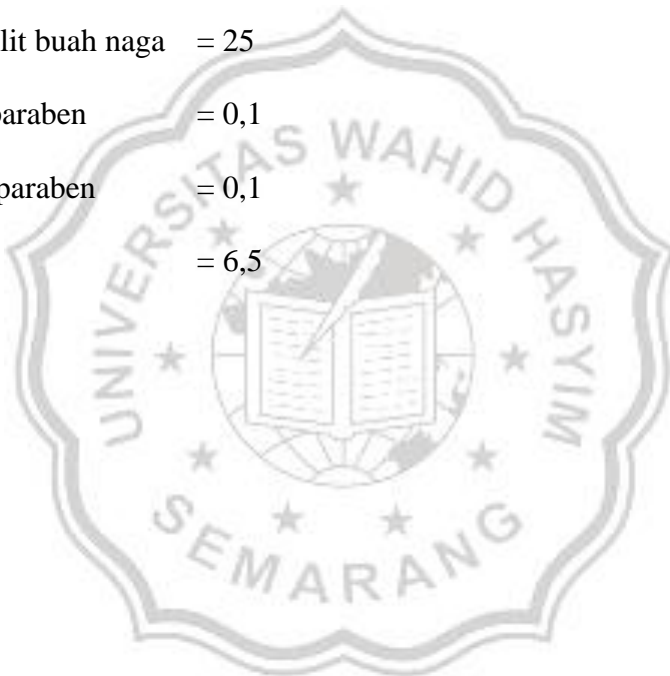 lit buah naga = 25
paraben = 0,1
paraben = 0,1
= 6,5
UNIVERSITAS WAHID HASYIM
SEMARANG